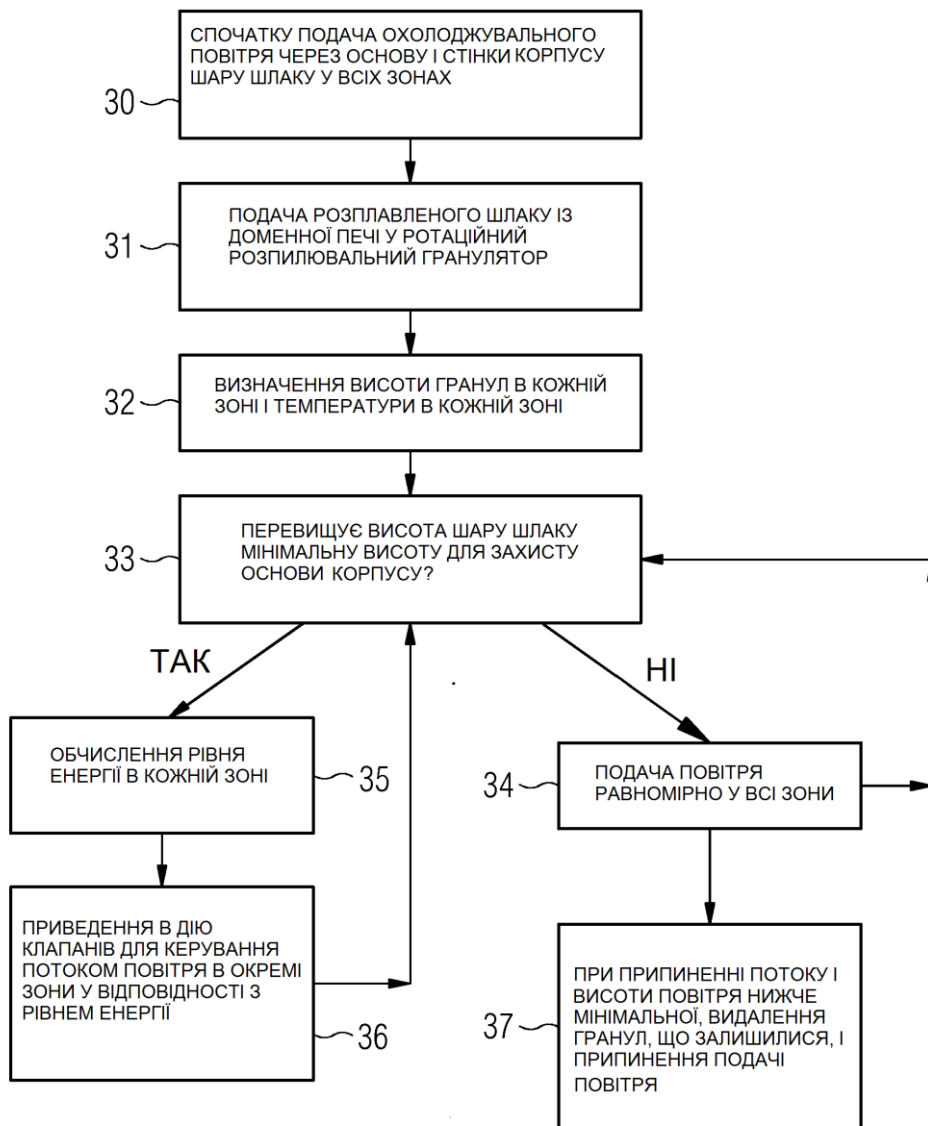 СПОЧАТКУ ПОДАЧА ОХОЛОДЖУВАЛЬНОГО
ПОВІТРЯ ЧЕРЕЗ ОСНОВУ І СТІНКИ КОРПУСУ
ШАРУ ШЛАКУ У ВСІХ ЗОНАХ
30
ПОДАЧА РОЗПЛАВЛЕНОГО ШЛАКУ ІЗ
ДОМЕННОЇ ПЕЧІ У РОТАЦІЙНИЙ
РОЗПИЛЮВАЛЬНИЙ ГРАНУЛЯТОР
31
ВИЗНАЧЕННЯ ВИСОТИ ГРАНУЛ В КОЖНІЙ
ЗОНІ І ТЕМПЕРАТУРИ В КОЖНІЙ ЗОНІ
32
ПЕРЕВИЩУЄ ВИСОТА ШАРУ ШЛАКУ
МІНІМАЛЬНУ ВИСОТУ ДЛЯ ЗАХИСТУ
ОСНОВИ КОРПУСУ?
33
ТАК
НІ
ОБЧИСЛЕННЯ РІВНЯ
ЕНЕРГІЇ В КОЖНІЙ ЗОНІ
35
34
ПОДАЧА ПОВІТРЯ
РАВНОМІРНО У ВСІ ЗОНИ
ПРИВЕДЕННЯ В ДІЮ
КЛАПАНІВ ДЛЯ КЕРУВАННЯ
ПОТОКОМ ПОВІТРЯ В ОКРЕМІ
ЗОНИ У ВІДПОВІДНОСТІ З
РІВНЕМ ЕНЕРГІЇ
36
37
ПРИ ПРИПИНЕННІ ПОТОКУ І
ВИСОТИ ПОВІТРЯ НИЖЧЕ
МІНІМАЛЬНОЇ, ВИДАЛЕННЯ
ГРАНУЛ, ЩО ЗАЛИШИЛИСЯ, І
ПРИПИНЕННЯ ПОДАЧІ
ПОВІТРЯ